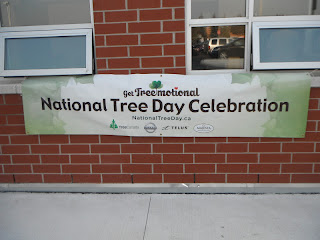 get Treemotional
National Tree Day Celebration
NationalTreeDay.ca
TELUS